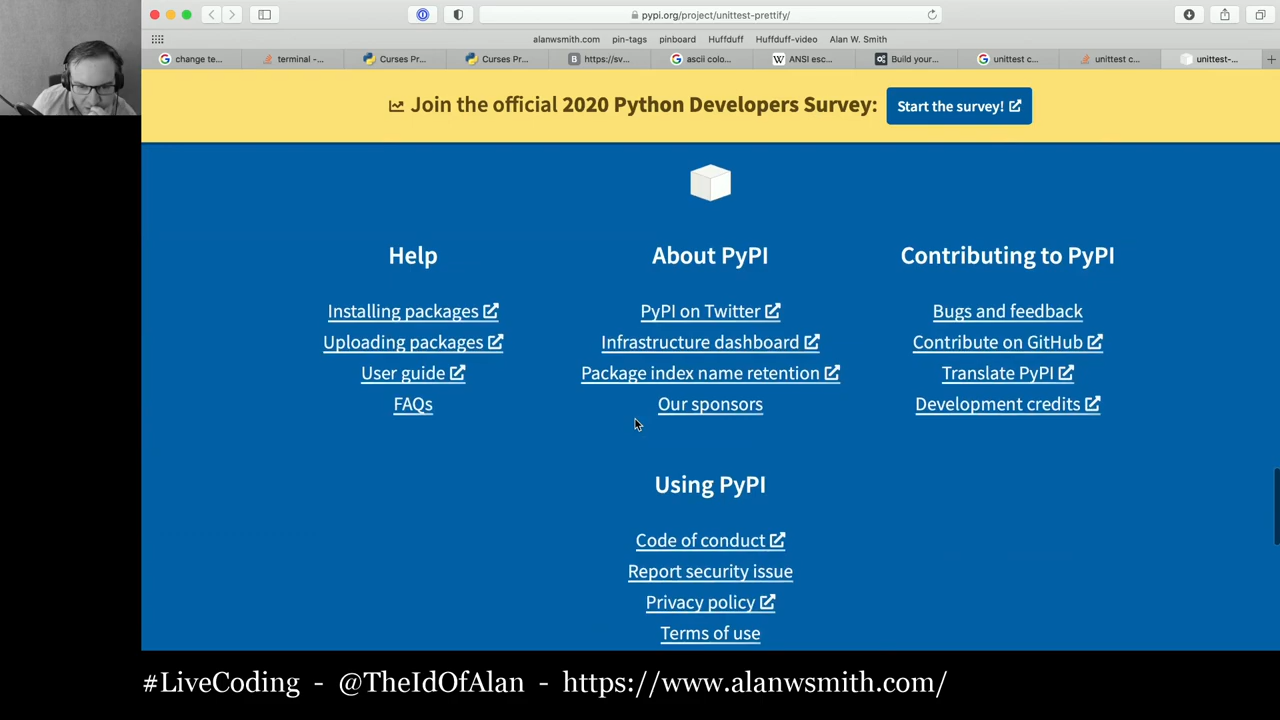 pypi.org/project/unittest-prettify/
alanwsmith.com pin-tags pinboard Huffduff Huffduff-video Alan W. Smith
change te... terminal -... Curses Pr... Curses Pr... https://sv... ascii colo... ANSI esc... Build your... unittest c... unittest c... unittest-...
Join the official 2020 Python Developers Survey: Start the survey!
Help
Installing packages
Uploading packages
User guide
FAQs
About PyPI
PyPI on Twitter
Infrastructure dashboard
Package index name retention
Our sponsors
Contributing to PyPI
Bugs and feedback
Contribute on GitHub
Translate PyPI
Development credits
Using PyPI
Code of conduct
Report security issue
Privacy policy
Terms of use
#LiveCoding - @TheIdOfAlan - https://www.alanwsmith.com/